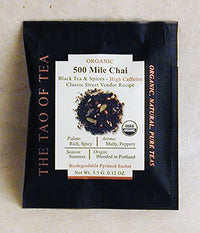 THE TAO OF TEA
ORGANIC
500 Mile Chai
Black Tea & Spices - High Caffeine
Classic Street Vendor Recipe
USDA
ORGANIC
Palate: Aroma:
Rich, Spicy Malty, Peppery
Season: Origin:
Summer Blended in Portland
Biodegradable Pyramid Sachet
Net Wt. 3.5 G. 0.12 OZ
ORGANIC, NATURAL, PURE TEAS